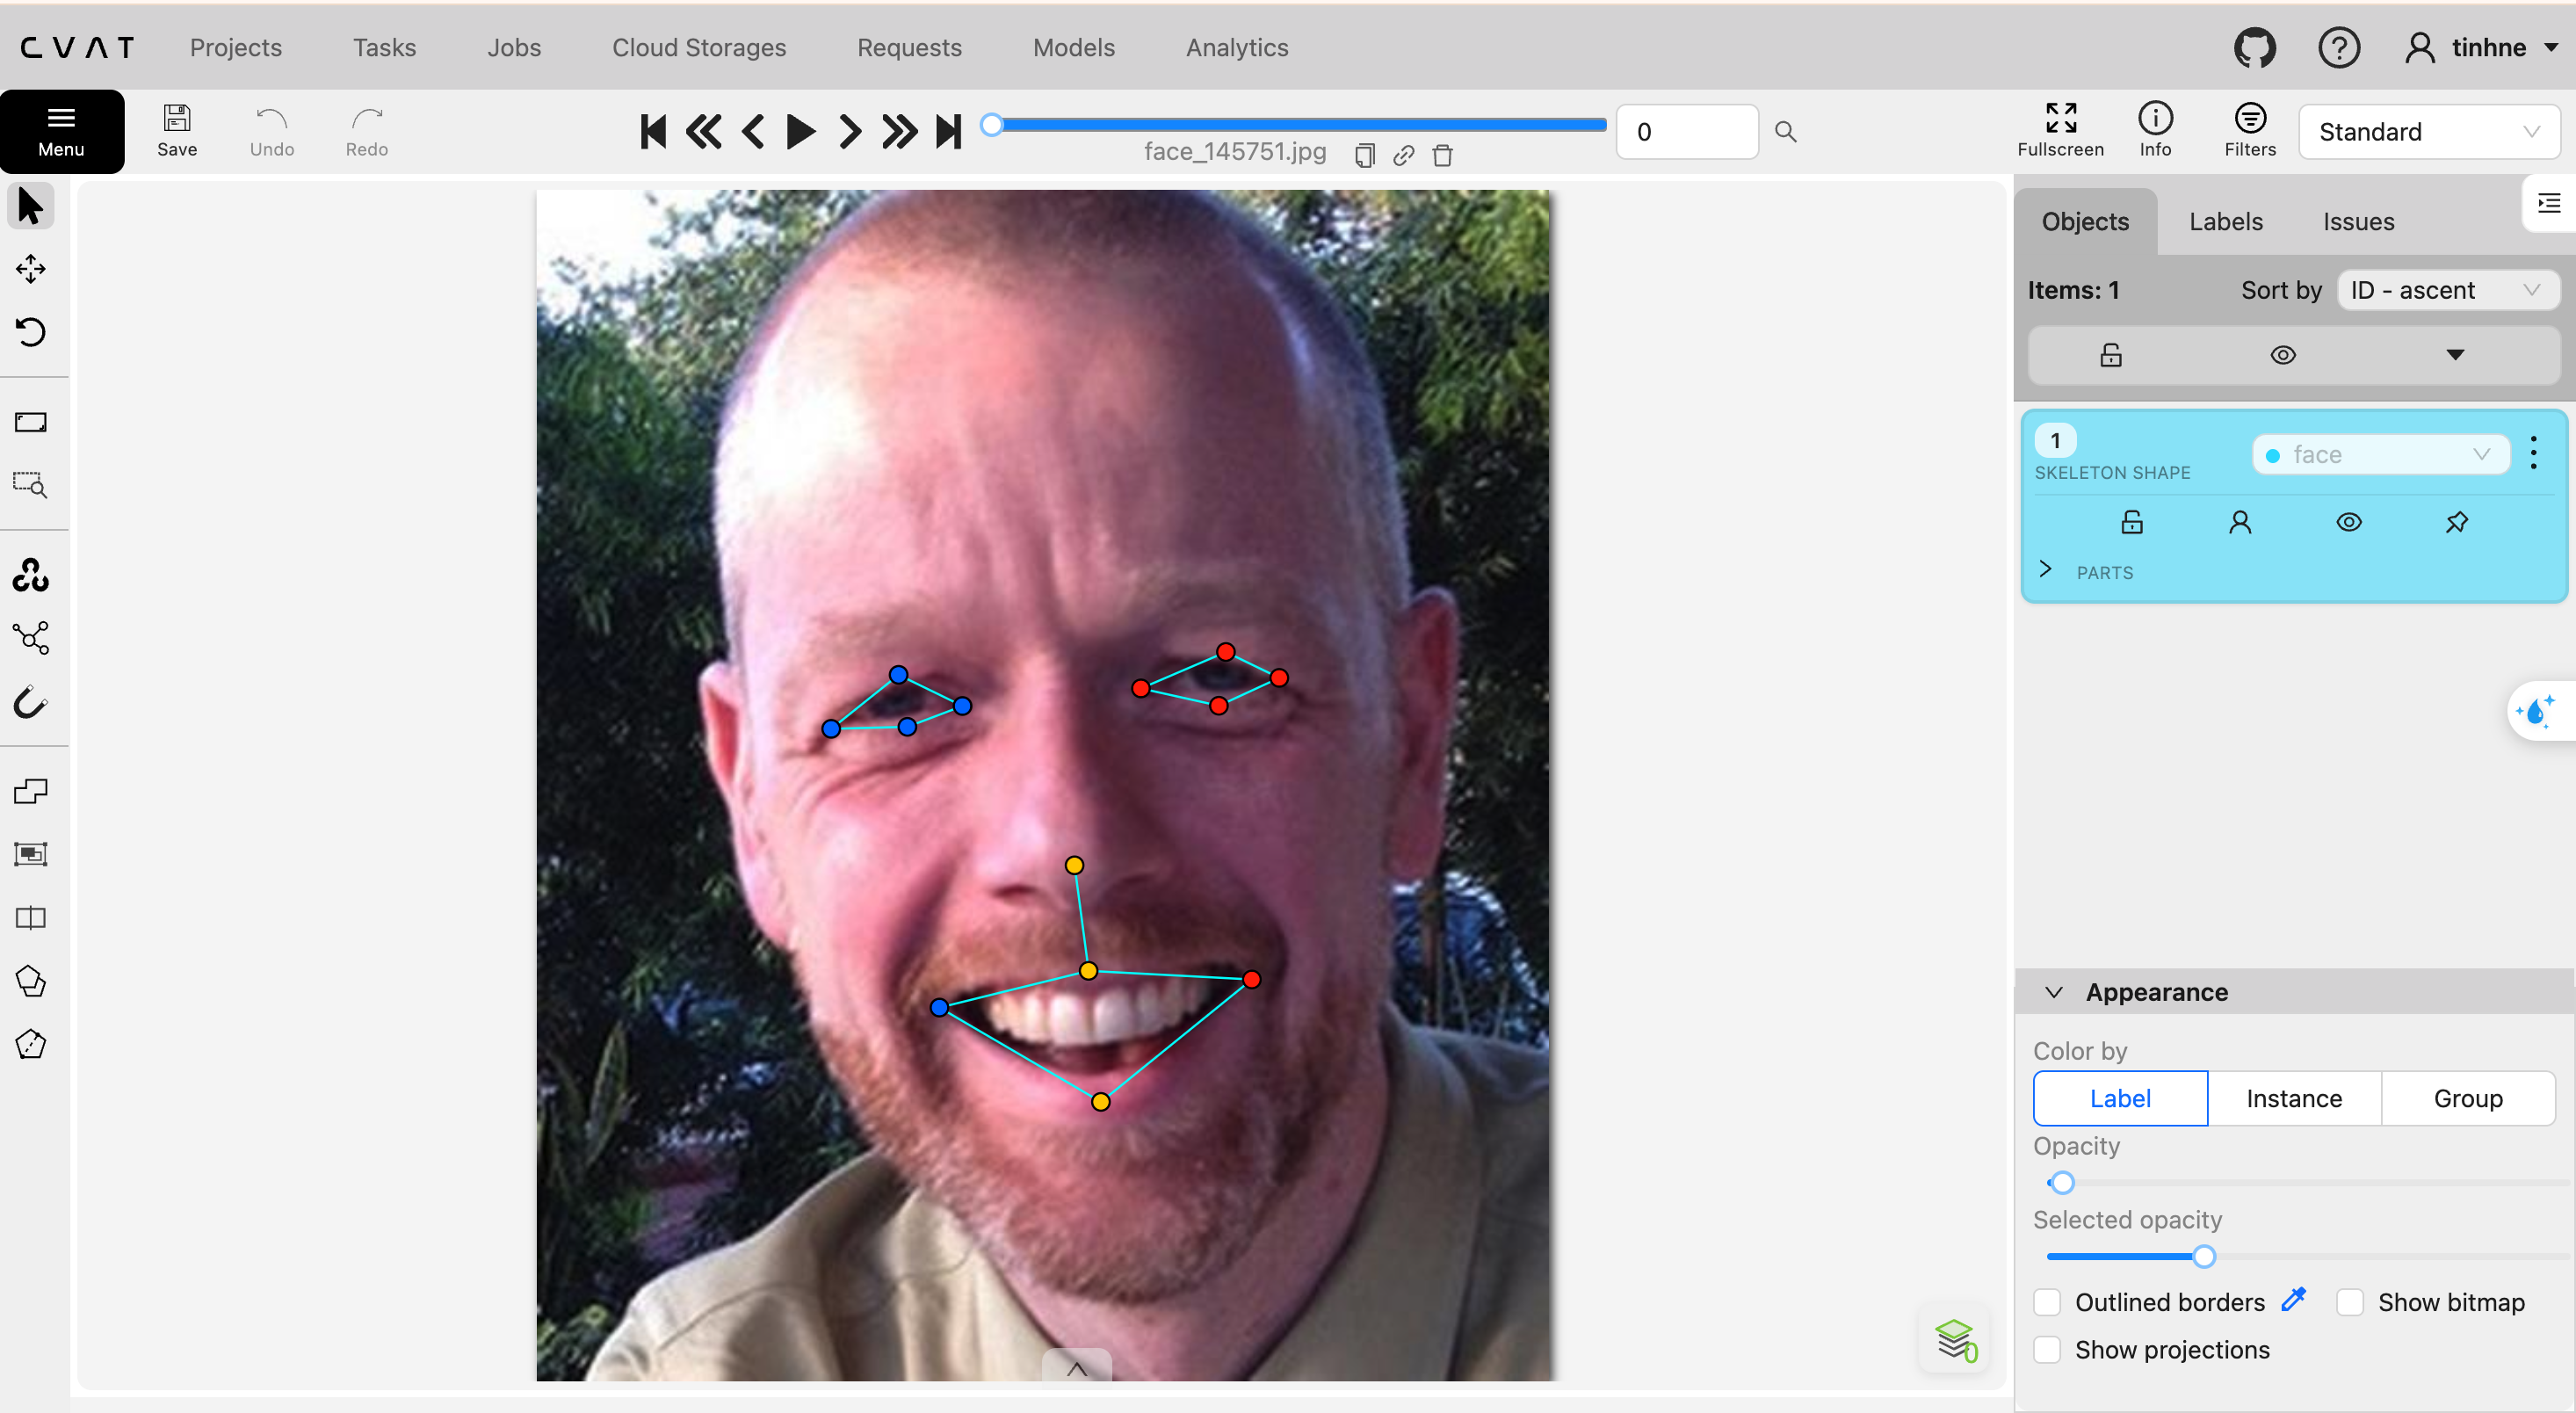 CVAT Projects Tasks Jobs Cloud Storages Requests Models Analytics tinhne
Menu Save Undo Redo 0 Fullscreen Info Filters Standard
face_145751.jpg
Objects Labels Issues
Items: 1 Sort by ID - ascent
1 face
SKELETON SHAPE
PARTS
Appearance
Color by
Label Instance Group
Opacity
Selected opacity
Outlined borders Show bitmap
Show projections
0